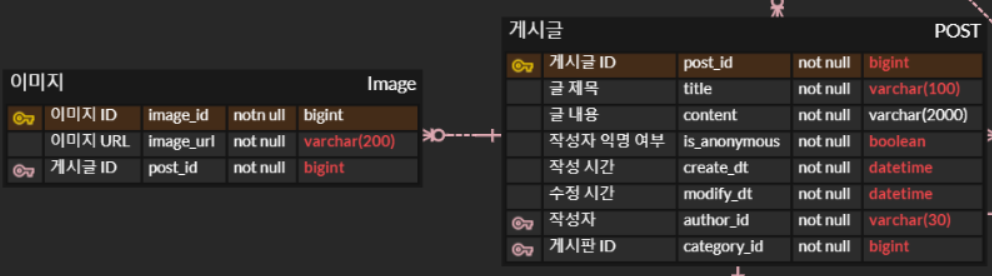 이미지 Image
이미지 ID image_id notn ull bigint
이미지 URL image_url not null varchar(200)
게시글 ID post_id not null bigint
게시글 POST
게시글 ID post_id not null bigint
글 제목 title not null varchar(100)
글 내용 content not null varchar(2000)
작성자 익명 여부 is_anonymous not null boolean
작성 시간 create_dt not null datetime
수정 시간 modify_dt not null datetime
작성자 author_id not null varchar(30)
게시판 ID category_id not null bigint